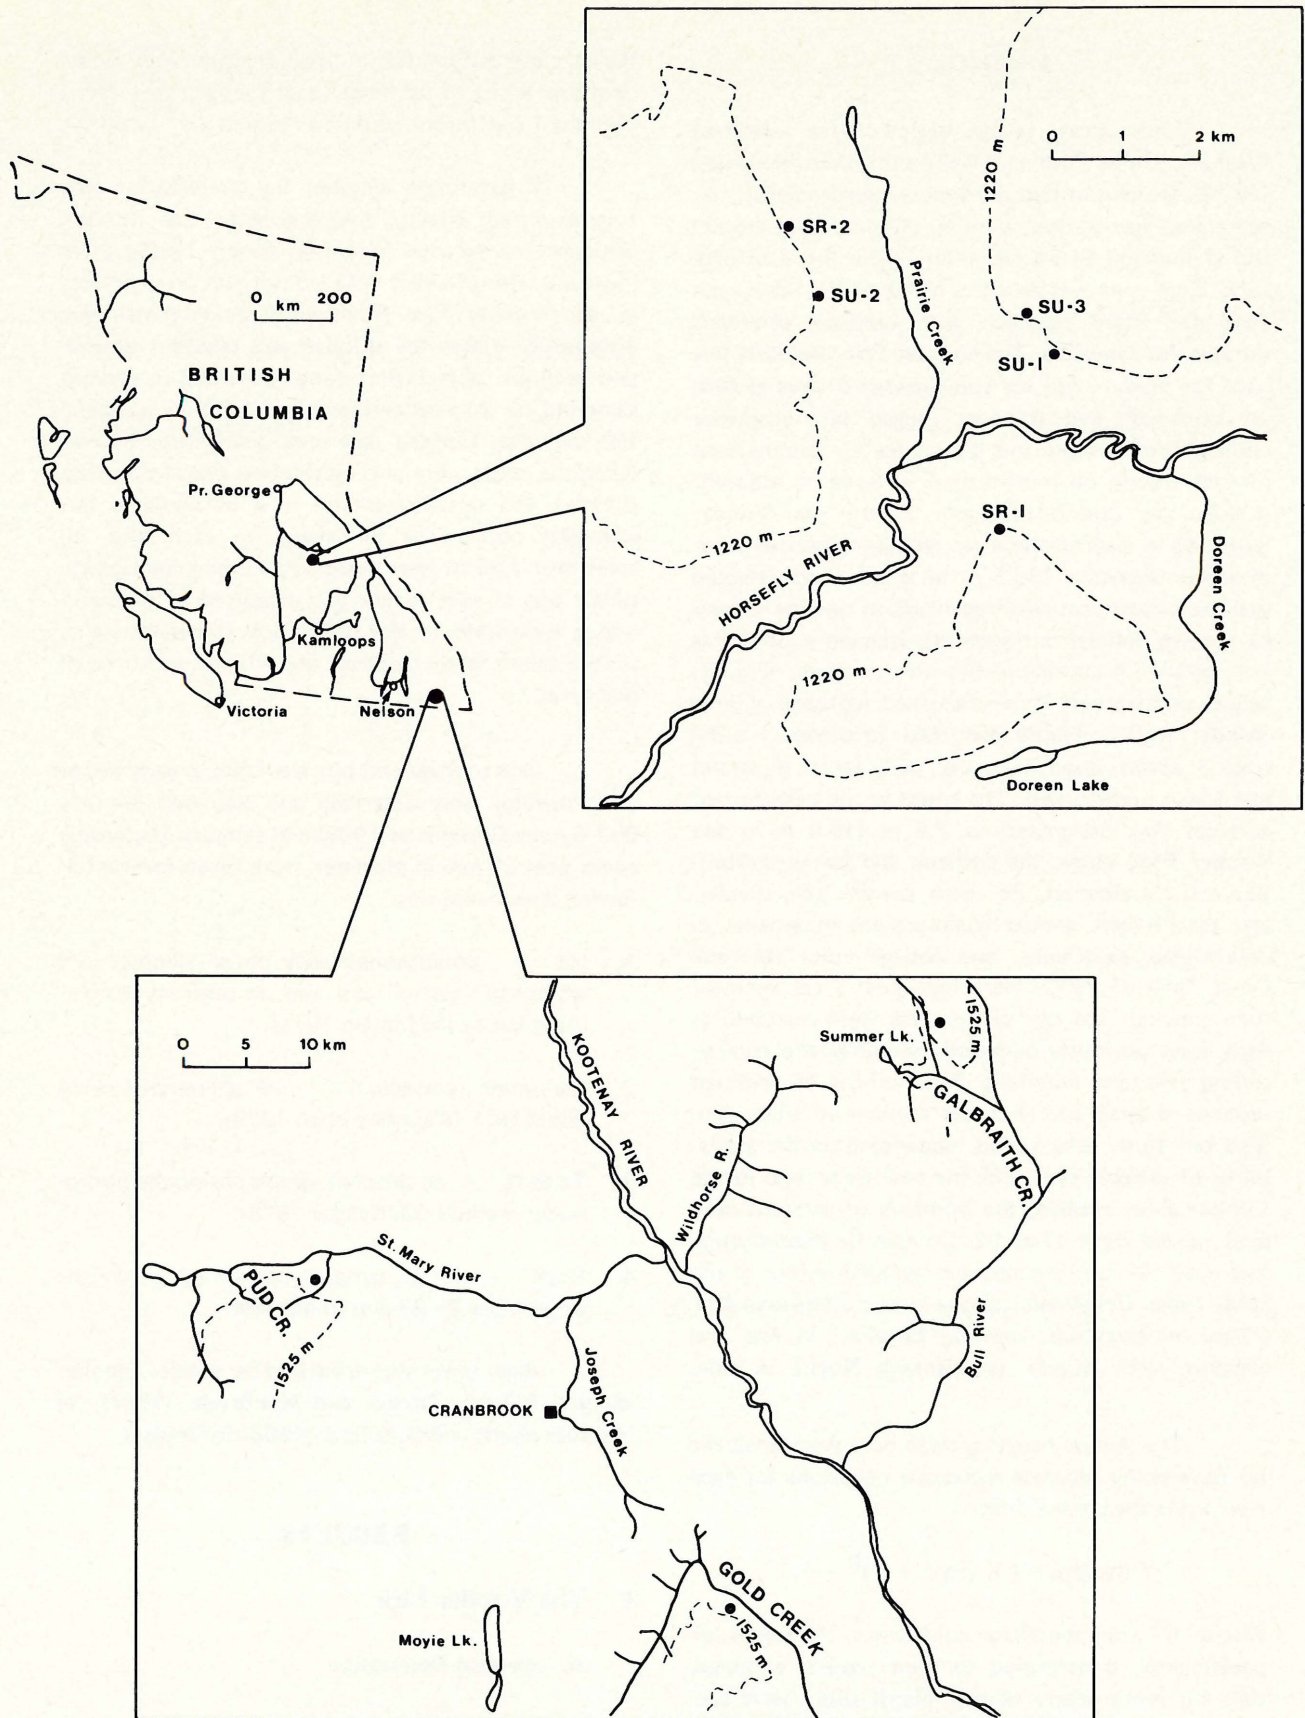 0 1 2 km
1220 m
SR-2
SU-2
Prairie Creek
SU-3
SU-1
SR-1
1220 m
HORSEFLY RIVER
1220 m
Doreen Creek
Doreen Lake
0 km 200
BRITISH
COLUMBIA
Pr. George
Kamloops
Victoria
Nelson
0 5 10 km
KOOTENAY RIVER
Summer Lk.
1525 m
GALBRAITH CR.
Wildhorse R.
St. Mary River
PUD CR.
1525 m
Joseph Creek
Bull River
CRANBROOK
GOLD CREEK
1525 m
Moyie Lk.